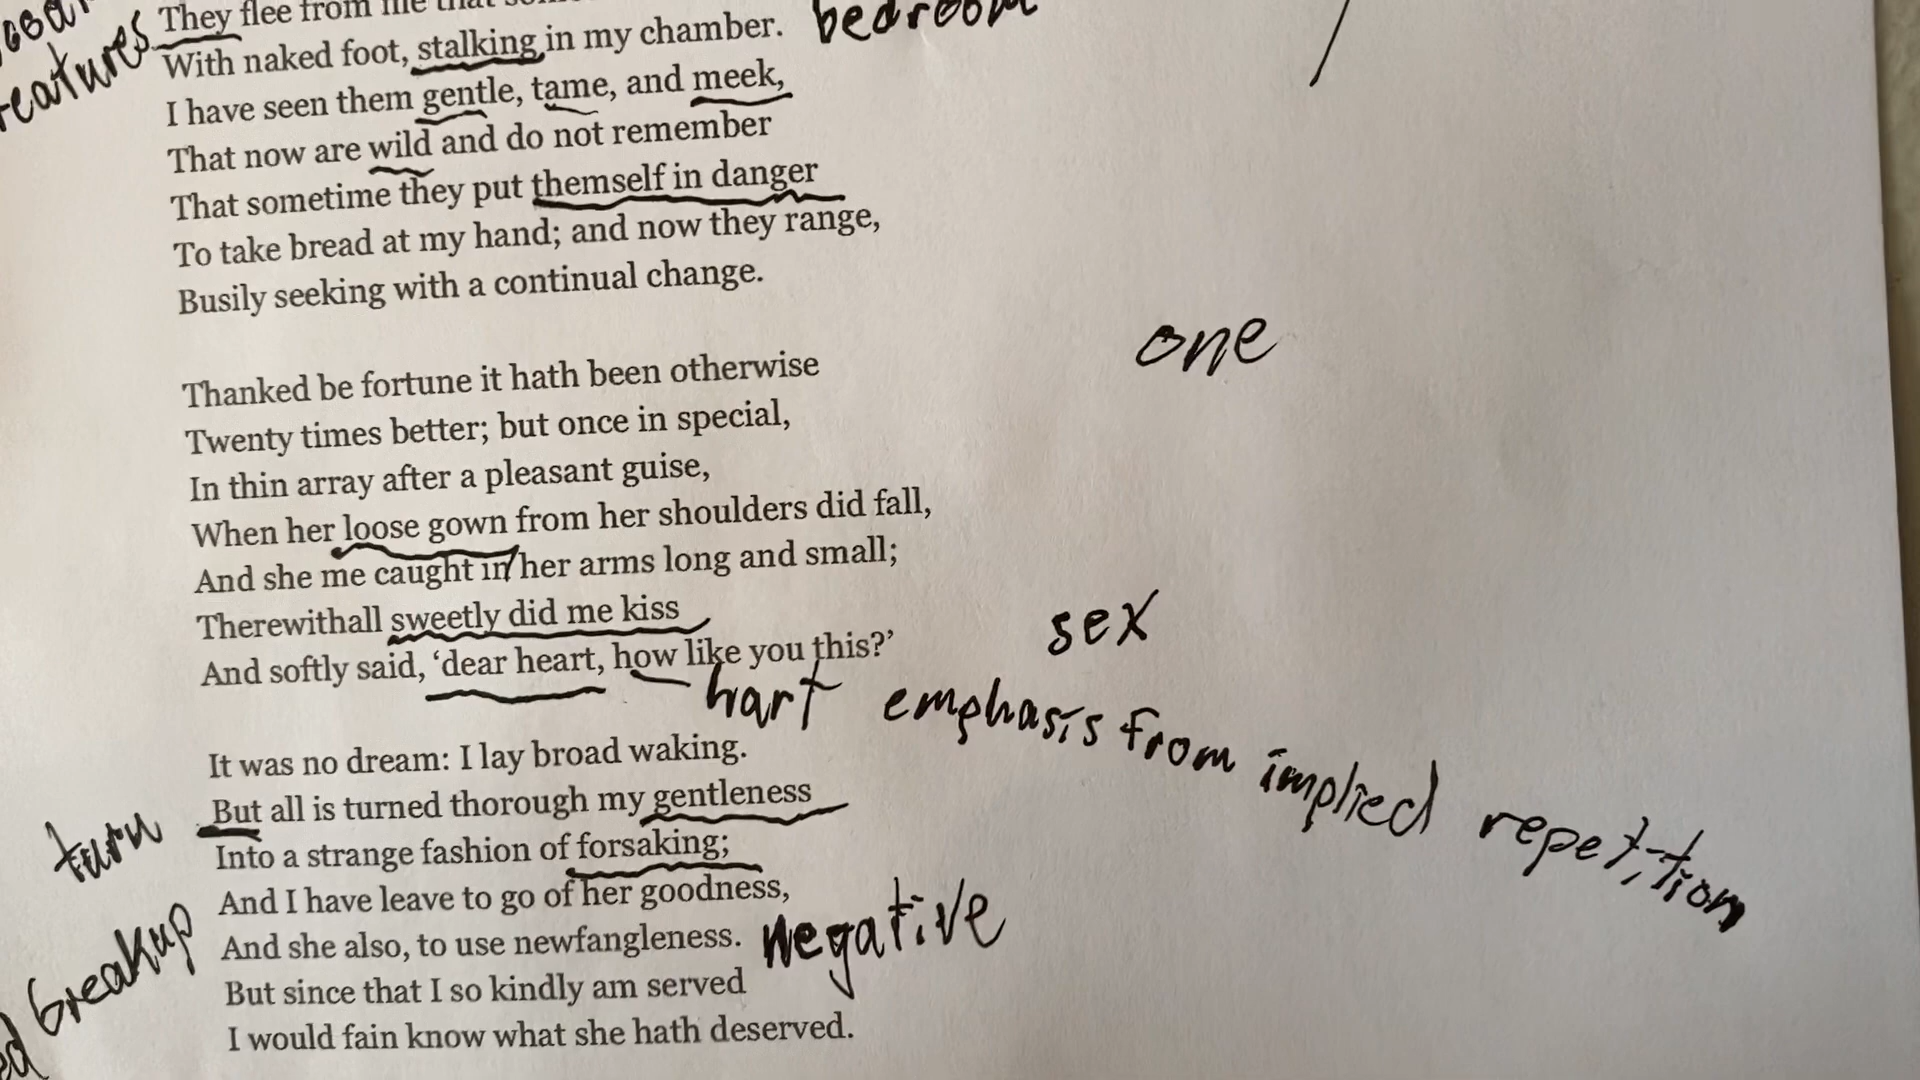 They flee from me that
bedroom
With naked foot, stalking in my chamber.
I have seen them gentle, tame, and meek,
That now are wild and do not remember
That sometime they put themself in danger
To take bread at my hand; and now they range,
Busily seeking with a continual change.
one
Thanked be fortune it hath been otherwise
Twenty times better; but once in special,
In thin array after a pleasant guise,
When her loose gown from her shoulders did fall,
And she me caught in her arms long and small;
Therewithall sweetly did me kiss
sex
And softly said, ‘dear heart, how like you this?’
hart emphasis from implied repetition
It was no dream: I lay broad waking.
turn
But all is turned thorough my gentleness
Into a strange fashion of forsaking;
And I have leave to go of her goodness,
breakup
And she also, to use newfangleness. negative
But since that I so kindly am served
I would fain know what she hath deserved.